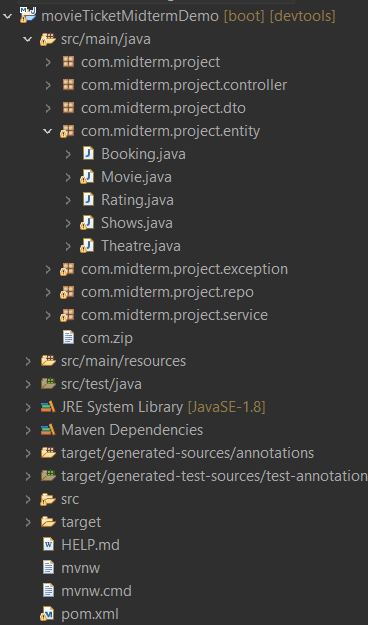 movieTicketMidtermDemo [boot] [devtools]
src/main/java
com.midterm.project
com.midterm.project.controller
com.midterm.project.dto
com.midterm.project.entity
Booking.java
Movie.java
Rating.java
Shows.java
Theatre.java
com.midterm.project.exception
com.midterm.project.repo
com.midterm.project.service
com.zip
src/main/resources
src/test/java
JRE System Library [JavaSE-1.8]
Maven Dependencies
target/generated-sources/annotations
target/generated-test-sources/test-annotation
src
target
HELP.md
mvnw
mvnw.cmd
pom.xml